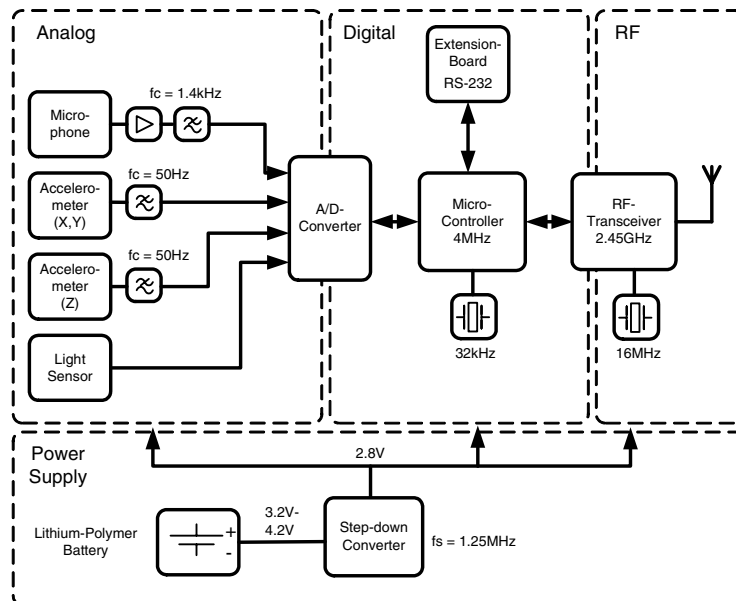 Analog
Digital
RF
fc = 1.4kHz
Micro-
phone
Extension-
Board
RS-232
fc = 50Hz
Accelero-
meter
(X,Y)
A/D-
Converter
Micro-
Controller
4MHz
RF-
Transceiver
2.45GHz
fc = 50Hz
Accelero-
meter
(Z)
32kHz
16MHz
Light
Sensor
Power
Supply
2.8V
Lithium-Polymer
Battery
+
-
3.2V-
4.2V
Step-down
Converter
fs = 1.25MHz